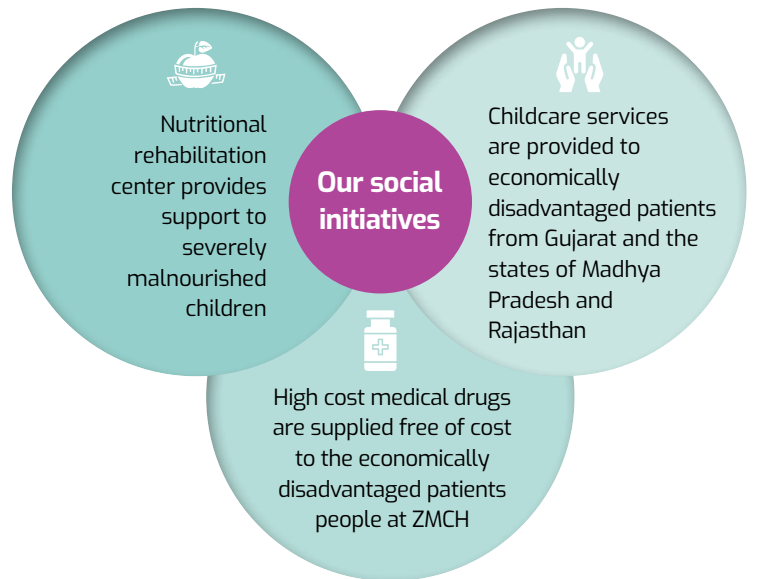 Nutritional
rehabilitation
center provides
support to
severely
malnourished
children
Our social
initiatives
Childcare services
are provided to
economically
disadvantaged patients
from Gujarat and the
states of Madhya
Pradesh and
Rajasthan
High cost medical drugs
are supplied free of cost
to the economically
disadvantaged patients
people at ZMCH